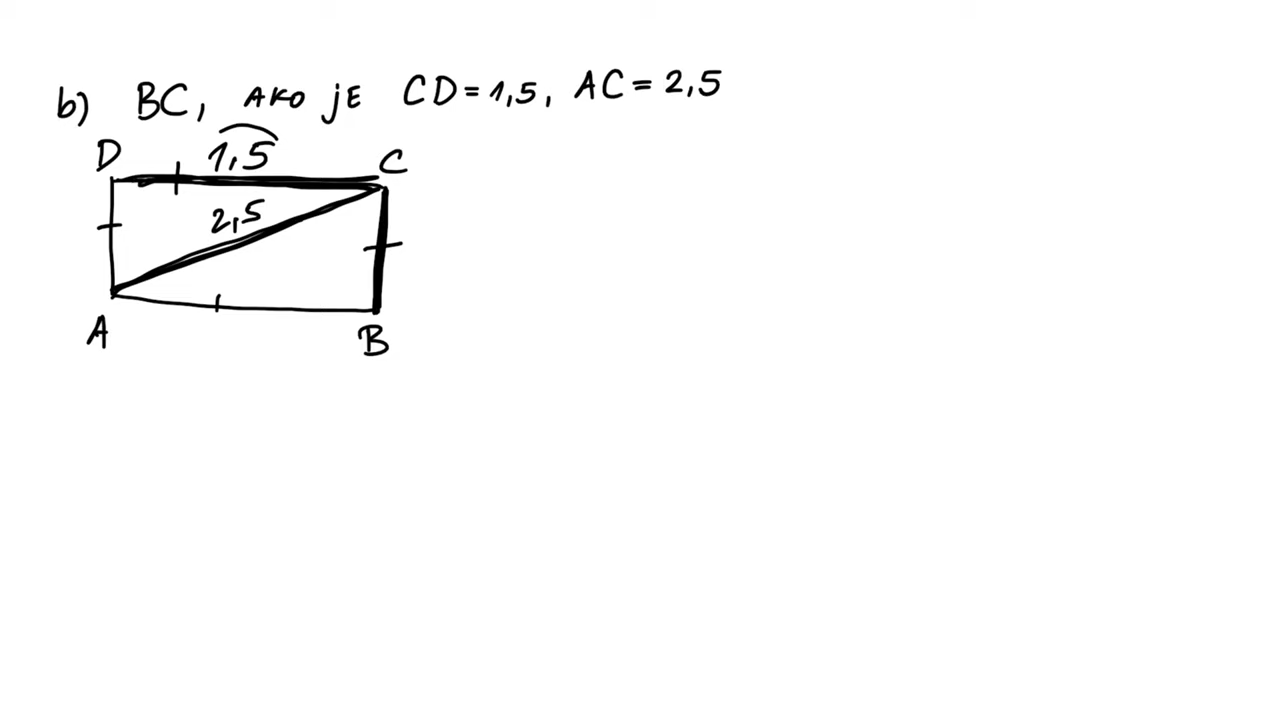 b) BC, AKO jE CD = 1,5, AC = 2,5
D 1,5 C
2,5
A B